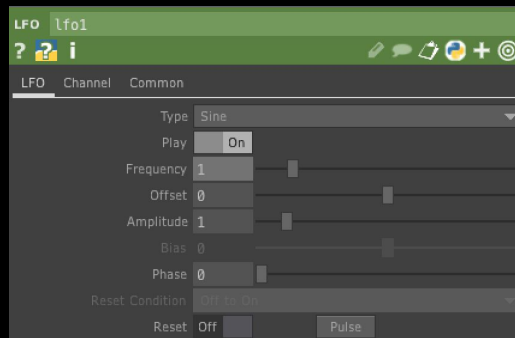 LFO lfo1
? ? i
LFO Channel Common
Type Sine
Play On
Frequency 1
Offset 0
Amplitude 1
Bias 0
Phase 0
Reset Condition Off to On
Reset Off Pulse